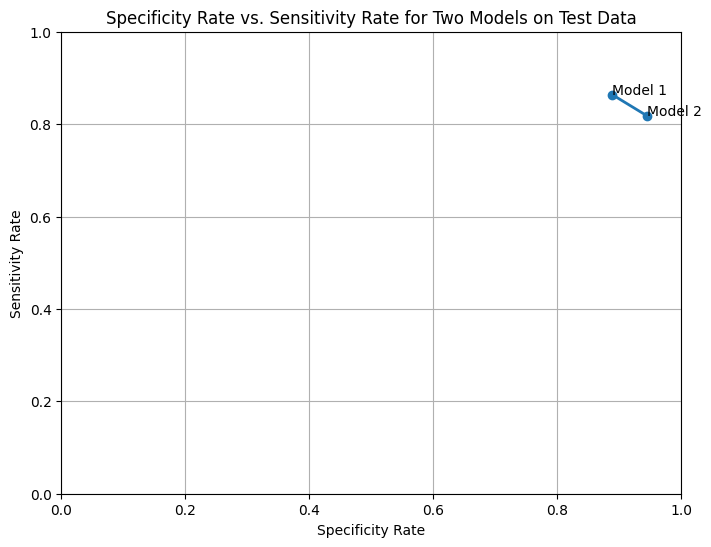 Specificity Rate vs. Sensitivity Rate for Two Models on Test Data
1.0
Model 1
Model 2
0.8
0.6
Sensitivity Rate
0.4
0.2
0.0
0.0 0.2 0.4 0.6 0.8 1.0
Specificity Rate